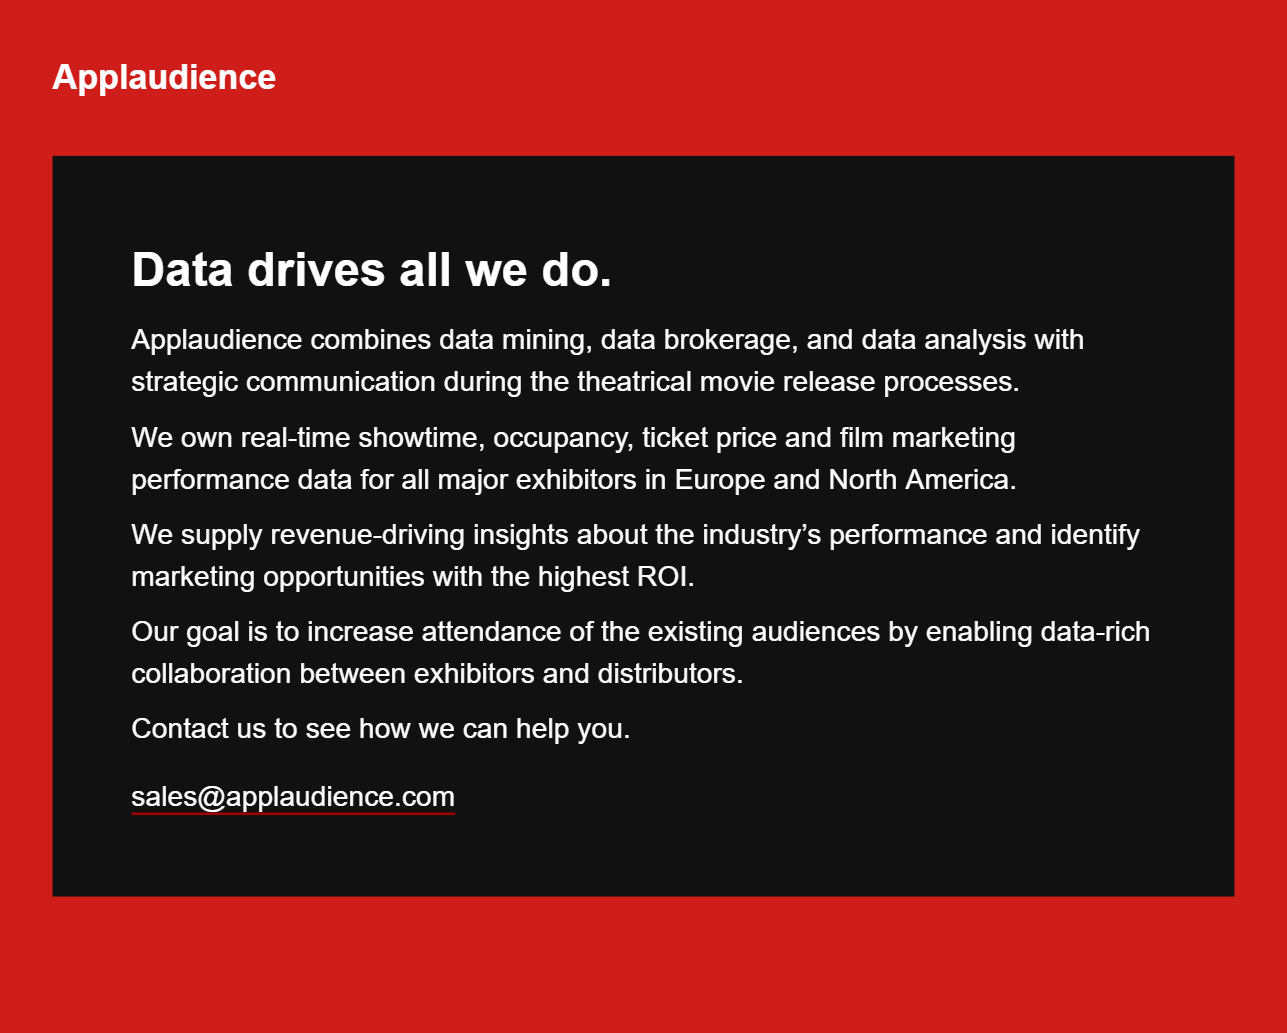 Applaudience
Data drives all we do.
Applaudience combines data mining, data brokerage, and data analysis with
strategic communication during the theatrical movie release processes.
We own real-time showtime, occupancy, ticket price and film marketing
performance data for all major exhibitors in Europe and North America.
We supply revenue-driving insights about the industry’s performance and identify
marketing opportunities with the highest ROI.
Our goal is to increase attendance of the existing audiences by enabling data-rich
collaboration between exhibitors and distributors.
Contact us to see how we can help you.
sales@applaudience.com